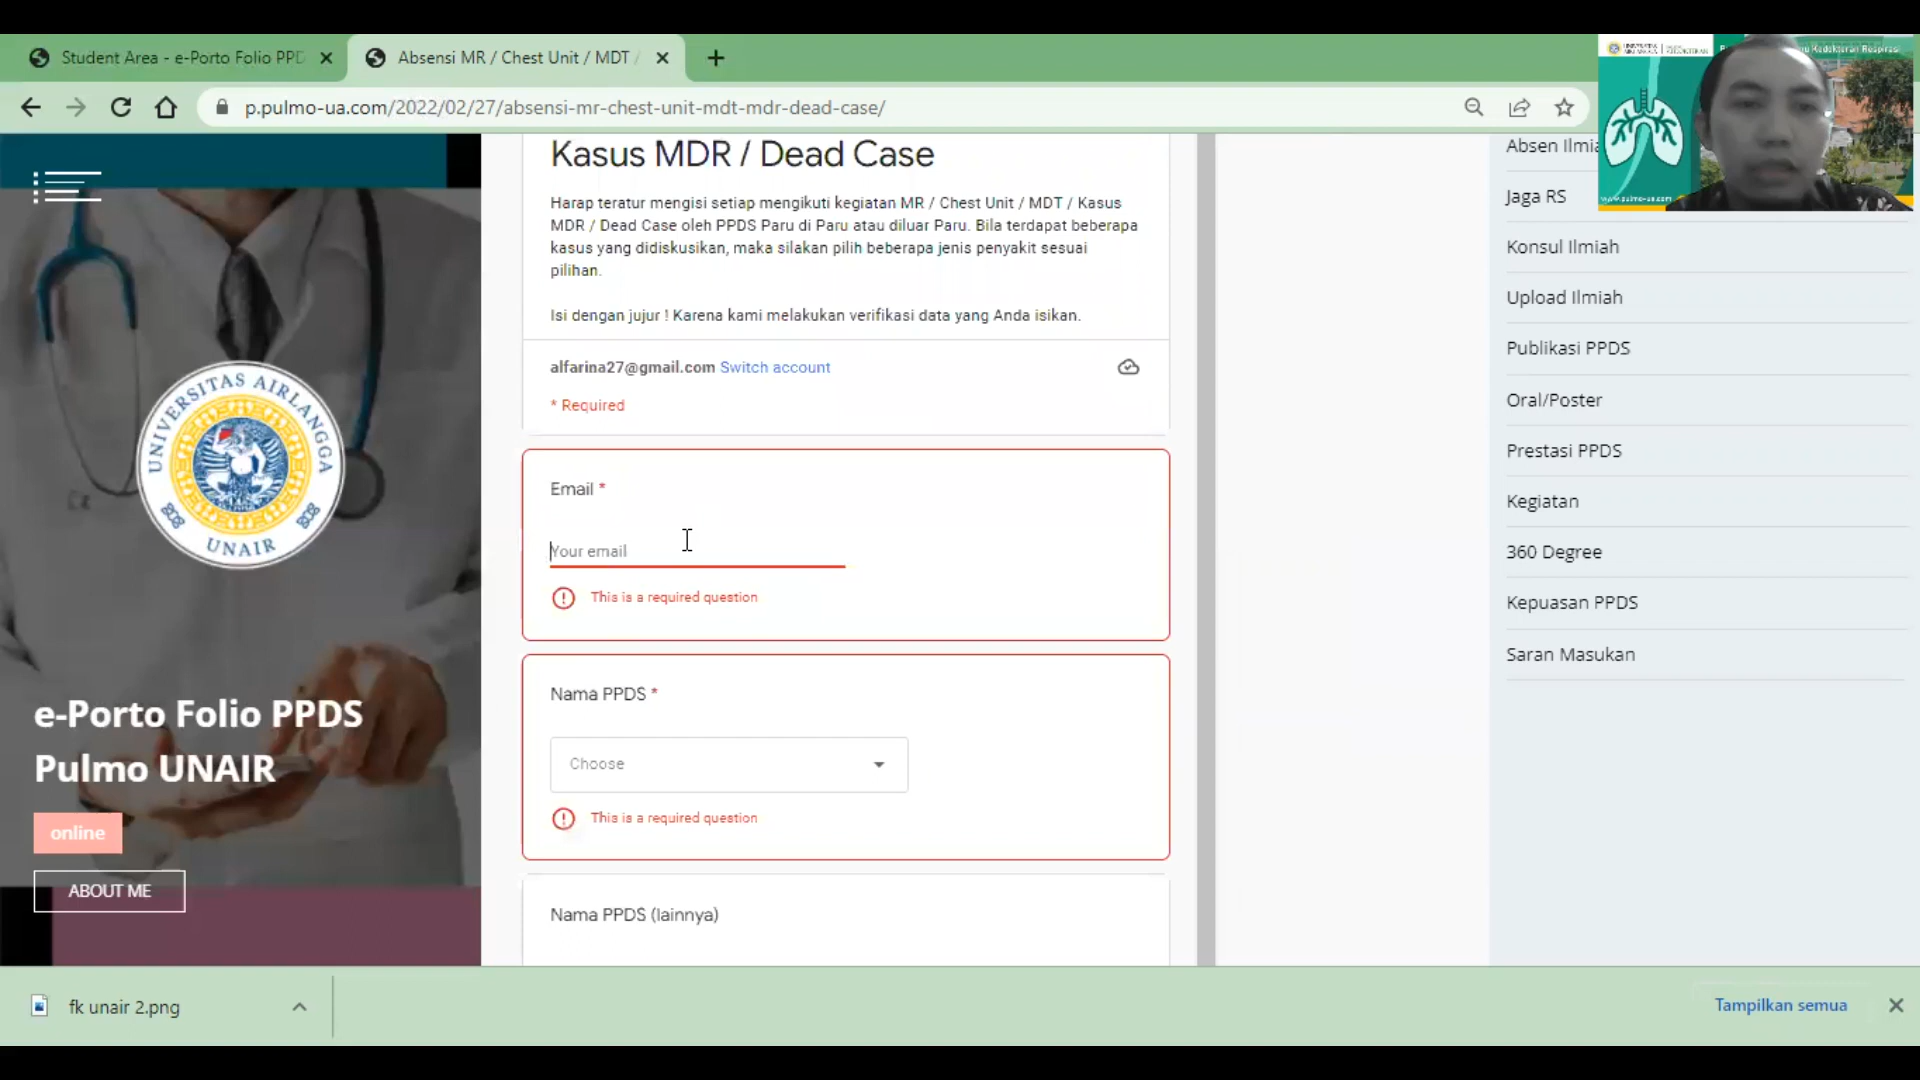 Student Area - e-Porto Folio PPD
Absensi MR / Chest Unit / MDT /
p.pulmo-ua.com/2022/02/27/absensi-mr-chest-unit-mdt-mdr-dead-case/
UNIVERSITAS AIRLANGGA
UNAIR
e-Porto Folio PPDS
Pulmo UNAIR
online
ABOUT ME
Kasus MDR / Dead Case
Harap teratur mengisi setiap mengikuti kegiatan MR / Chest Unit / MDT / Kasus
MDR / Dead Case oleh PPDS Paru di Paru atau diluar Paru. Bila terdapat beberapa
kasus yang didiskusikan, maka silakan pilih beberapa jenis penyakit sesuai
pilihan.
Isi dengan jujur ! Karena kami melakukan verifikasi data yang Anda isikan.
alfarina27@gmail.com Switch account
* Required
Email *
Your email
This is a required question
Nama PPDS *
Choose
This is a required question
Nama PPDS (lainnya)
Absen Ilmia
Jaga RS
Konsul Ilmiah
Upload Ilmiah
Publikasi PPDS
Oral/Poster
Prestasi PPDS
Kegiatan
360 Degree
Kepuasan PPDS
Saran Masukan
Kedokteran Respirasi
www.pulmo-ua.com
fk unair 2.png
Tampilkan semua